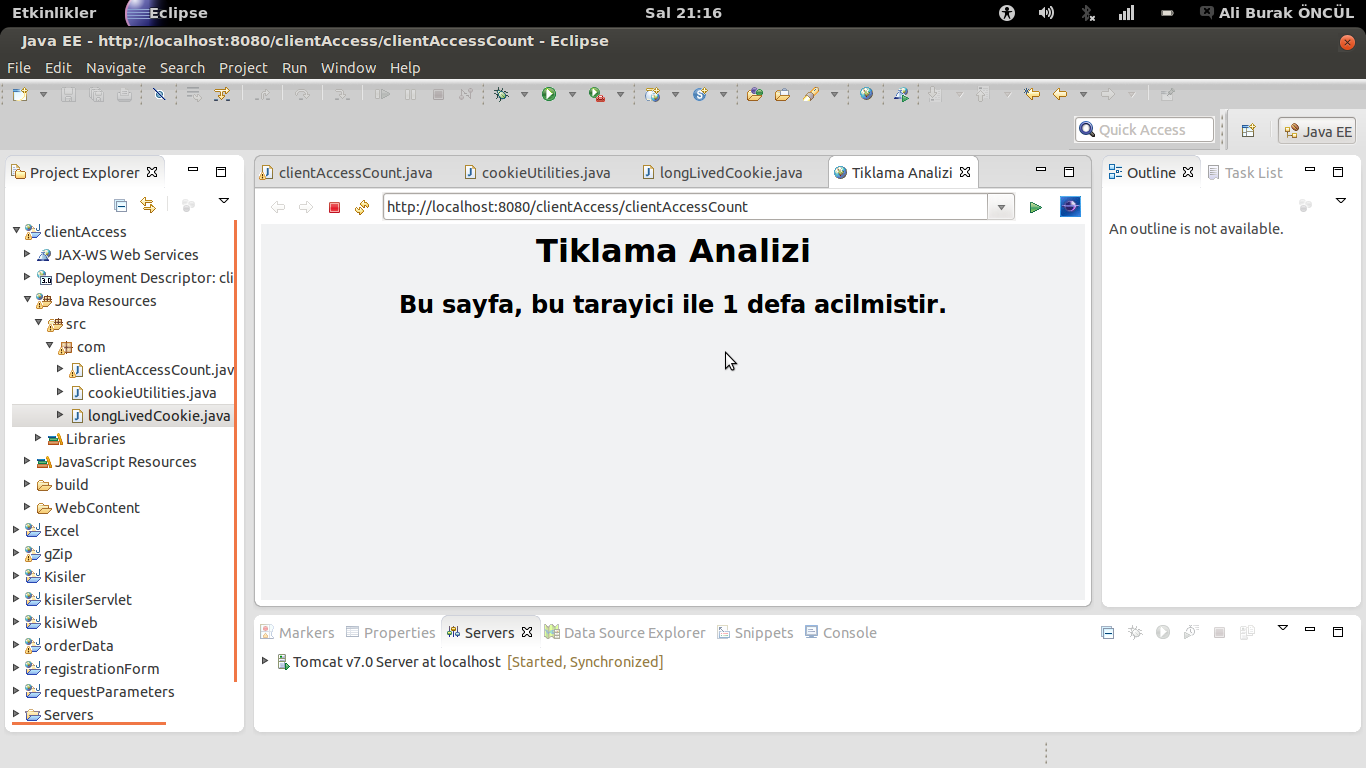 Etkinlikler Eclipse Sal 21:16 Ali Burak ÖNCÜL
Java EE - http://localhost:8080/clientAccess/clientAccessCount - Eclipse
File Edit Navigate Search Project Run Window Help
Quick Access Java EE
Project Explorer
clientAccess
JAX-WS Web Services
Deployment Descriptor: cli
Java Resources
src
com
clientAccessCount.jav
cookieUtilities.java
longLivedCookie.java
Libraries
JavaScript Resources
build
WebContent
Excel
gZip
Kisiler
kisilerServlet
kisiWeb
orderData
registrationForm
requestParameters
Servers
clientAccessCount.java cookieUtilities.java longLivedCookie.java Tiklama Analizi
http://localhost:8080/clientAccess/clientAccessCount
Tiklama Analizi
Bu sayfa, bu tarayici ile 1 defa acilmistir.
Outline Task List
An outline is not available.
Markers Properties Servers Data Source Explorer Snippets Console
Tomcat v7.0 Server at localhost [Started, Synchronized]